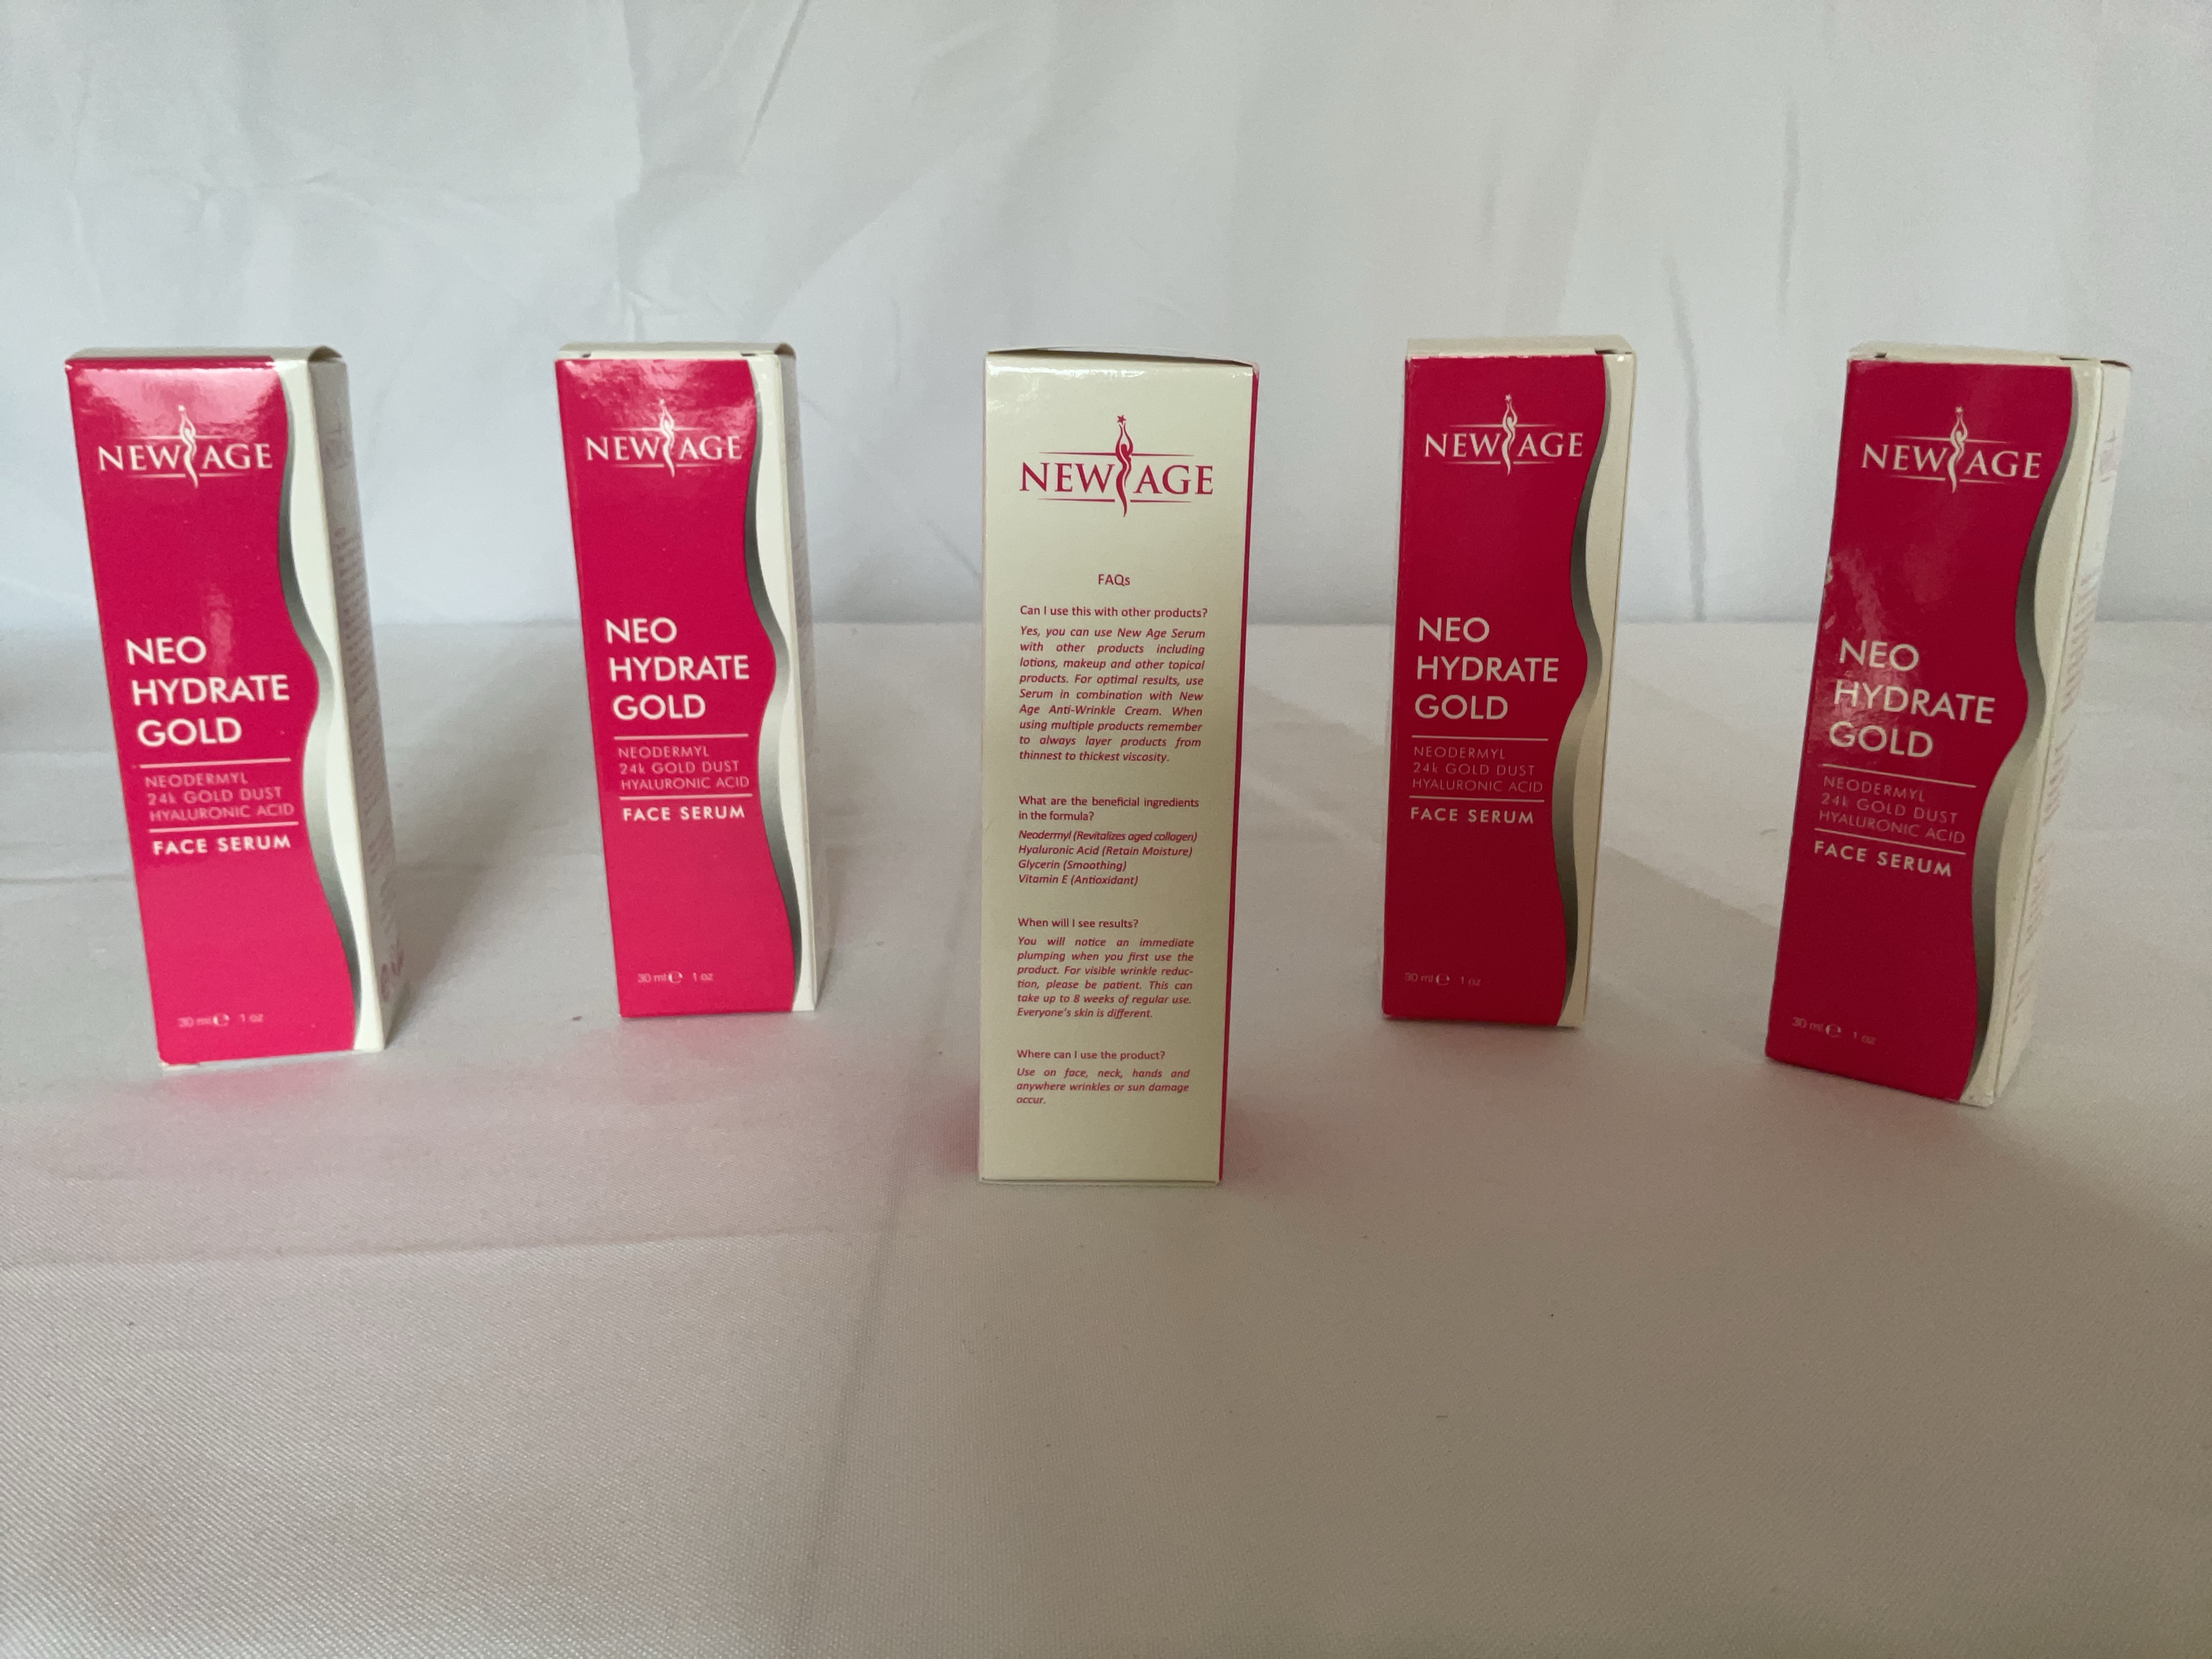 NEW AGE
NEO
HYDRATE
GOLD
NEODERMYL
24k GOLD DUST
HYALURONIC ACID
FACE SERUM
30 ml e 1 oz
NEW AGE
NEO
HYDRATE
GOLD
NEODERMYL
24k GOLD DUST
HYALURONIC ACID
FACE SERUM
30 ml e 1 oz
NEW AGE
FAQs
Can I use this with other products?
Yes, you can use New Age Serum
with other products including
lotions, makeup and other topical
products. For optimal results, use
Serum in combination with New
Age Anti-Wrinkle Cream. When
using multiple products remember
to always layer products from
thinnest to thickest viscosity.
What are the beneficial ingredients
in the formula?
Neodermyl (Revitalizes aged collagen)
Hyaluronic Acid (Retain Moisture)
Glycerin (Smoothing)
Vitamin E (Antioxidant)
When will I see results?
You will notice an immediate
plumping when you first use the
product. For visible wrinkle reduc-
tion, please be patient. This can
take up to 8 weeks of regular use.
Everyone's skin is different.
Where can I use the product?
Use on face, neck, hands and
anywhere wrinkles or sun damage
occur.
NEW AGE
NEO
HYDRATE
GOLD
NEODERMYL
24k GOLD DUST
HYALURONIC ACID
FACE SERUM
30 ml e 1 oz
NEW AGE
NEO
HYDRATE
GOLD
NEODERMYL
24k GOLD DUST
HYALURONIC ACID
FACE SERUM
30 ml e 1 oz